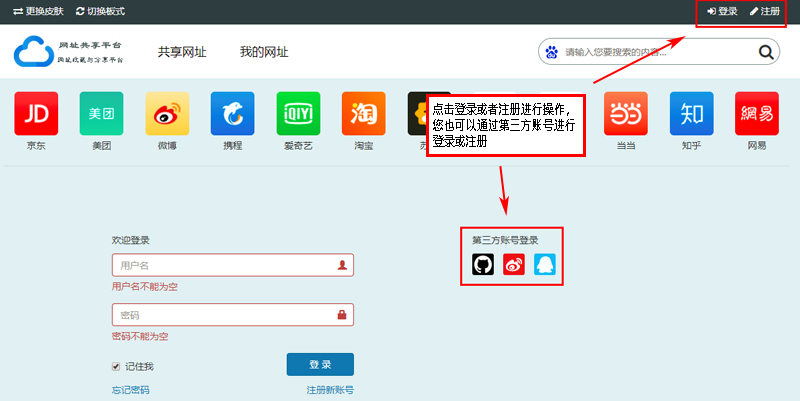 更换皮肤 切换板式 登录 注册
网址共享平台
网址收藏与分享平台
共享网址 我的网址
请输入您要搜索的内容...
JD 美团 iQIYI 淘 当当 知 網易
京东 美团 微博 携程 爱奇艺 淘宝 当当 知乎 网易
点击登录或者注册进行操作,
您也可以通过第三方账号进行
登录或注册
欢迎登录
用户名
用户名不能为空
密码
密码不能为空
记住我
登 录
忘记密码 注册新账号
第三方账号登录